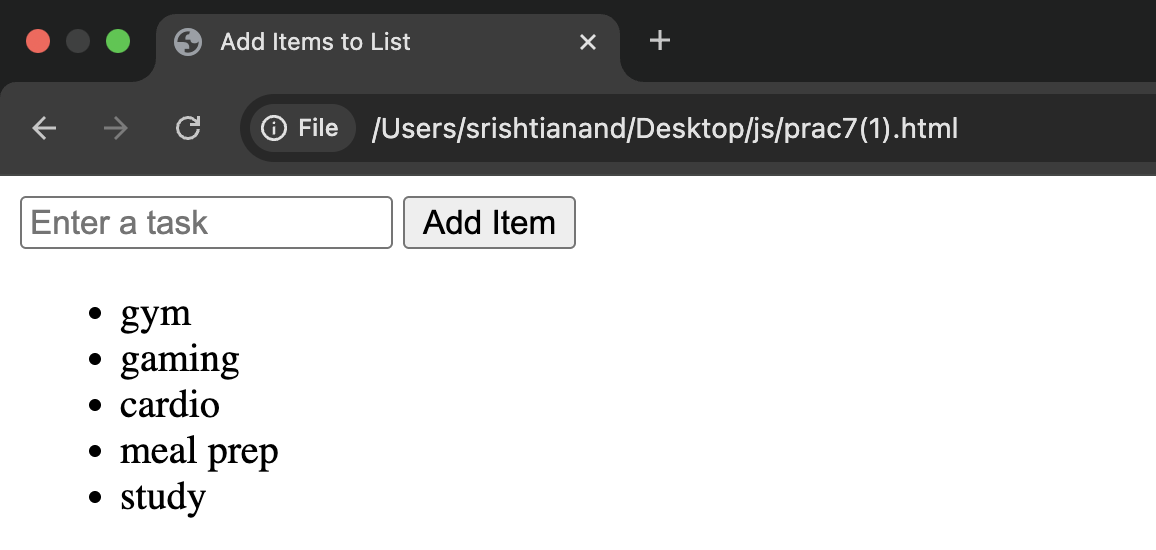 Add Items to List
File /Users/srishtianand/Desktop/js/prac7(1).html
Enter a task Add Item
gym
gaming
cardio
meal prep
study